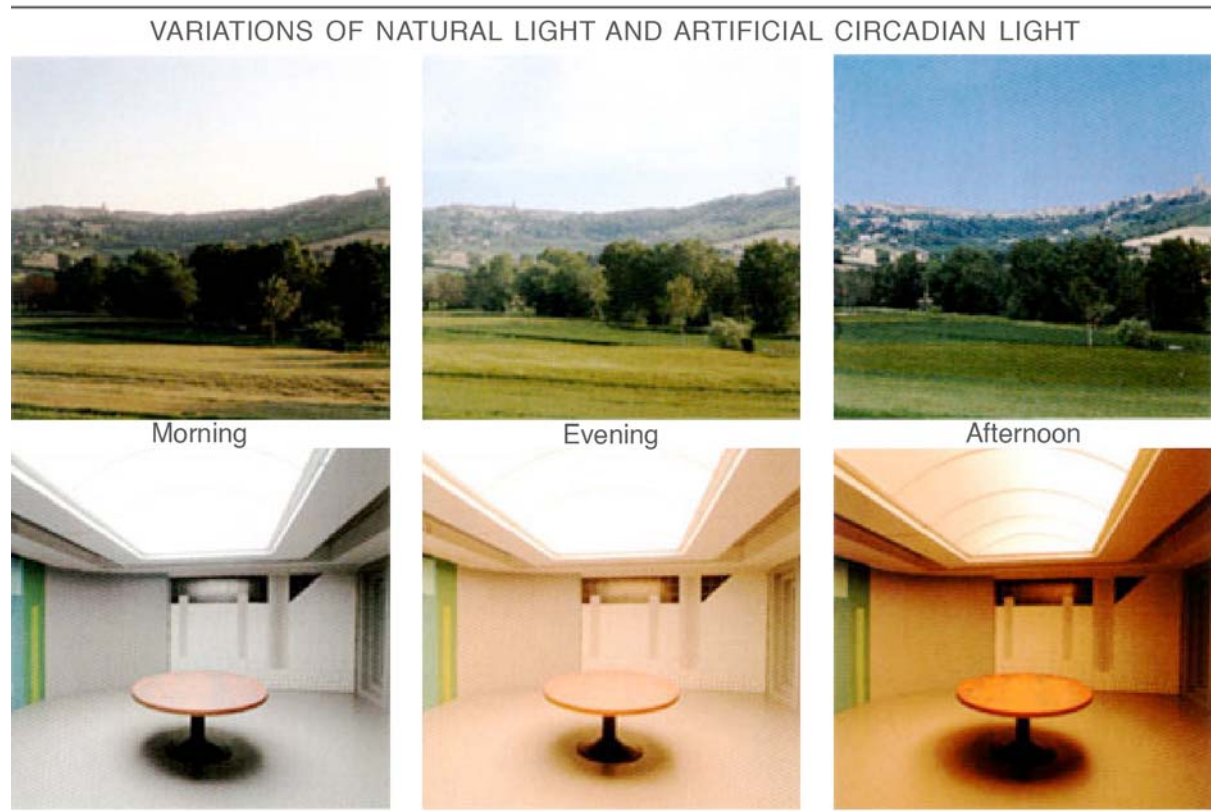 VARIATIONS OF NATURAL LIGHT AND ARTIFICIAL CIRCADIAN LIGHT
Morning
Evening
Afternoon